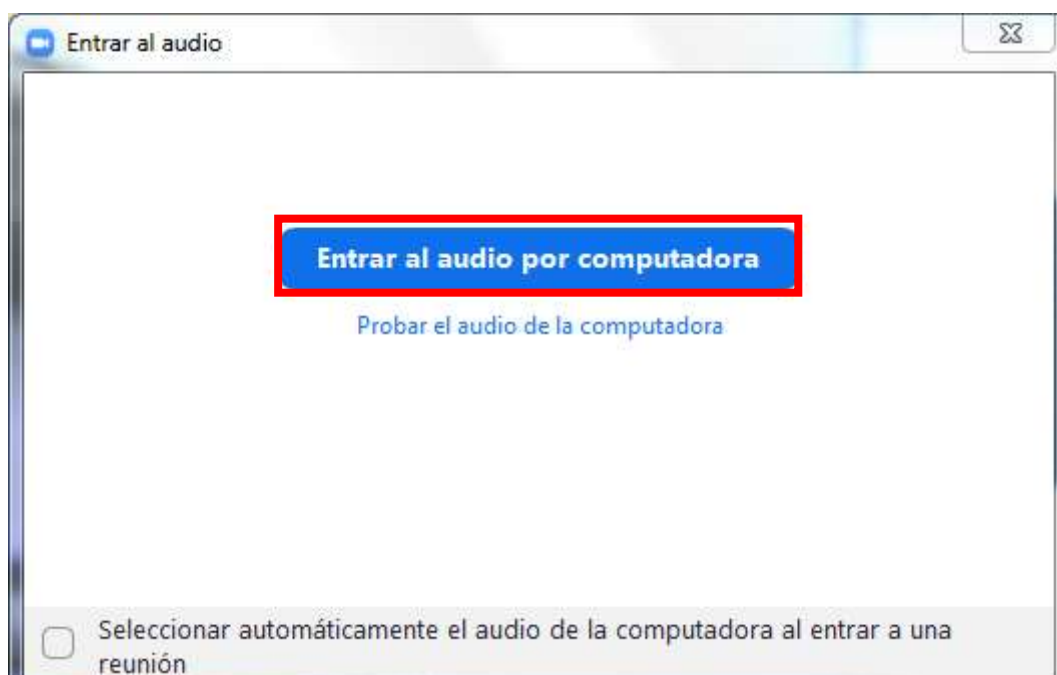 Entrar al audio
Entrar al audio por computadora
Probar el audio de la computadora
Seleccionar automáticamente el audio de la computadora al entrar a una
reunión